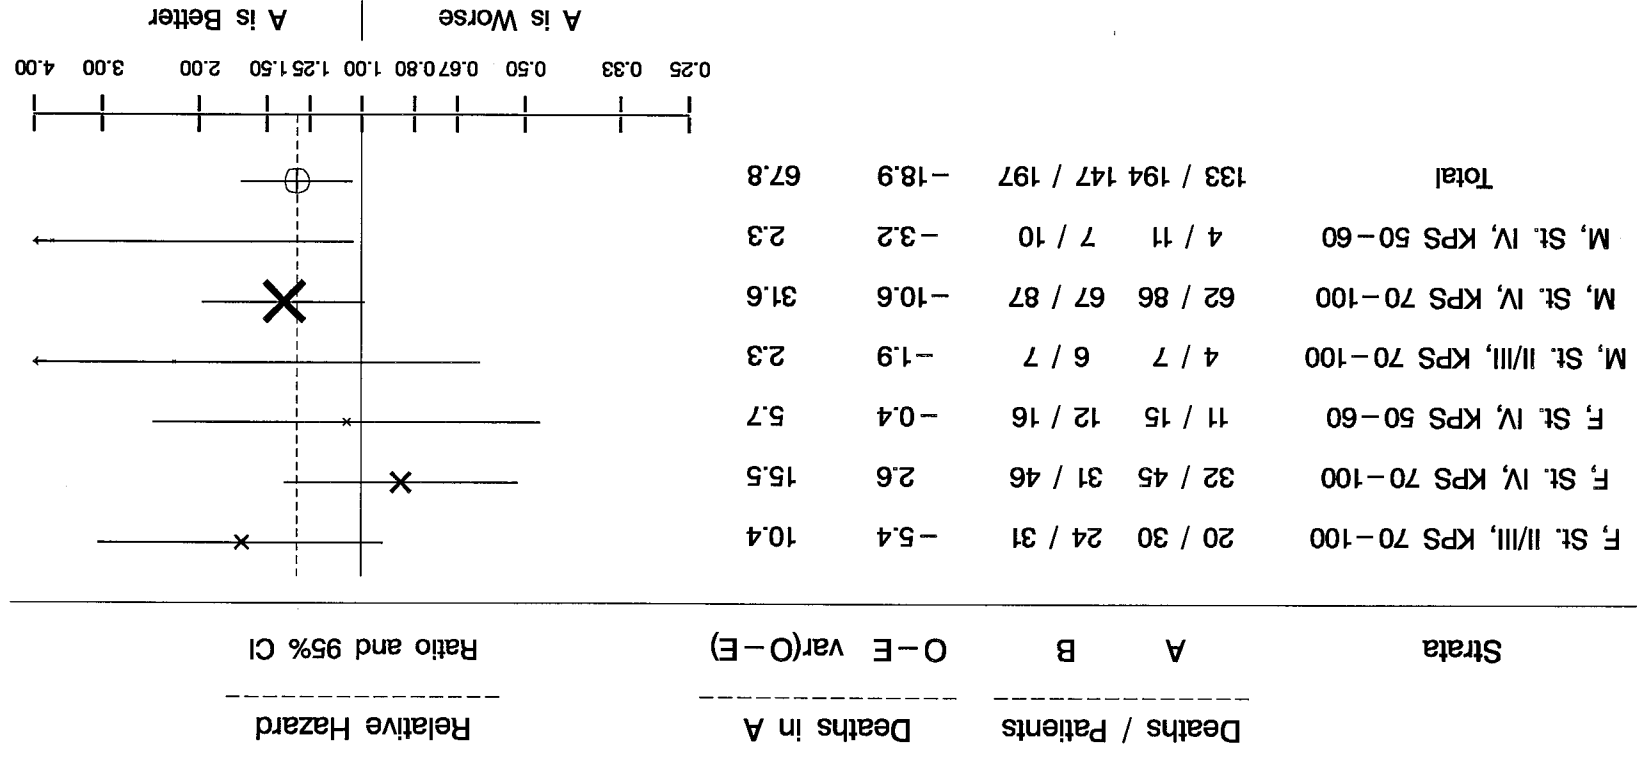 Deaths / Patients Deaths in A Relative Hazard
Strata A B O−E var(O−E) Ratio and 95% CI
F, St. II/III, KPS 70−100 20 / 30 24 / 31 −5.4 10.4
F, St. IV, KPS 70−100 32 / 45 31 / 46 2.6 15.5
F, St. IV, KPS 50−60 11 / 15 12 / 16 −0.4 5.7
M, St. II/III, KPS 70−100 4 / 7 6 / 7 −1.9 2.3
M, St. IV, KPS 70−100 62 / 86 67 / 87 −10.6 31.6
M, St. IV, KPS 50−60 4 / 11 7 / 10 −3.2 2.3
Total 133 / 194 147 / 197 −18.9 67.8
0.25 0.33 0.50 0.67 0.80 1.00 1.25 1.50 2.00 3.00 4.00
A is Worse A is Better